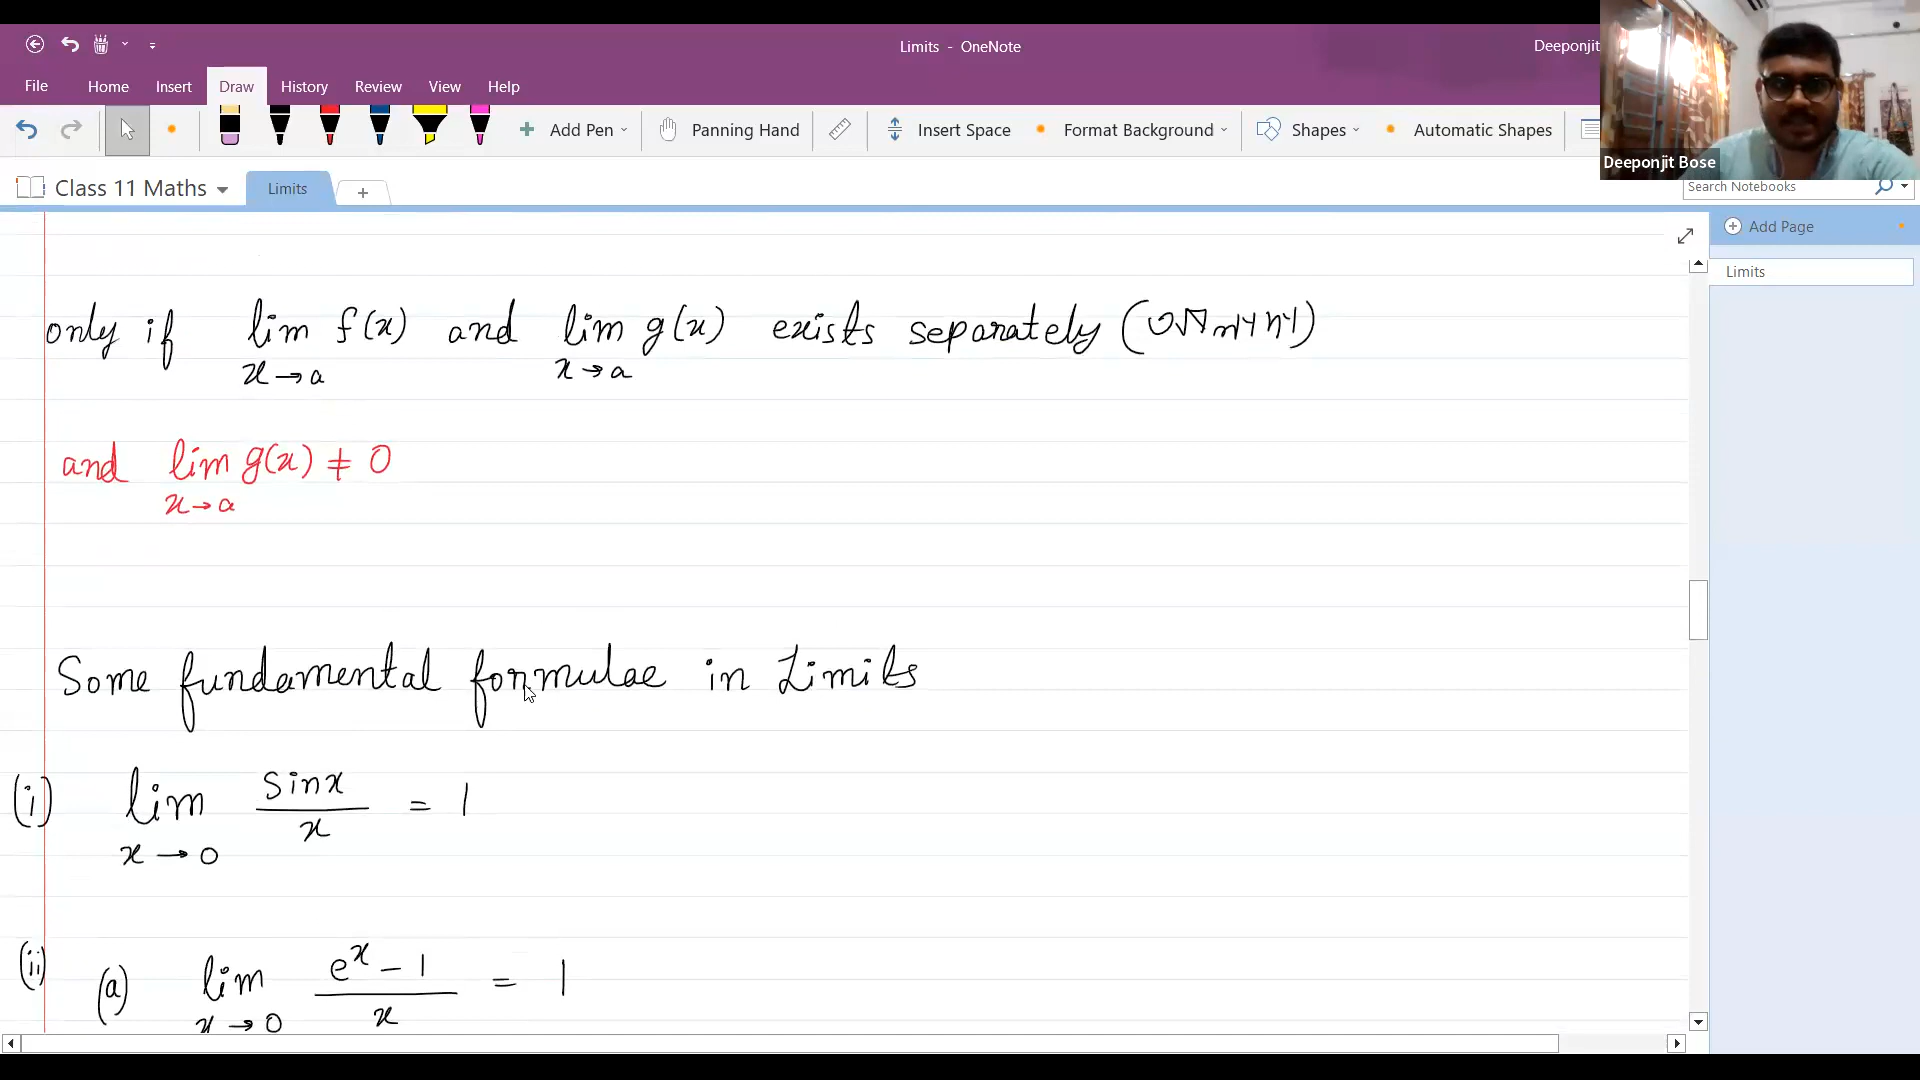 Limits - OneNote
Deeponjit
File Home Insert Draw History Review View Help
Add Pen Panning Hand Insert Space Format Background Shapes Automatic Shapes
Deeponjit Bose
Class 11 Maths Limits +
Search Notebooks
Add Page
Limits
only if lim f(x) and lim g(x) exists separately
x→a x→a
and lim g(x) ≠ 0
x→a
Some fundamental formulae in Limits
(i) lim sinx/x = 1
x→0
(ii) (a) lim (e^x - 1)/x = 1
x→0